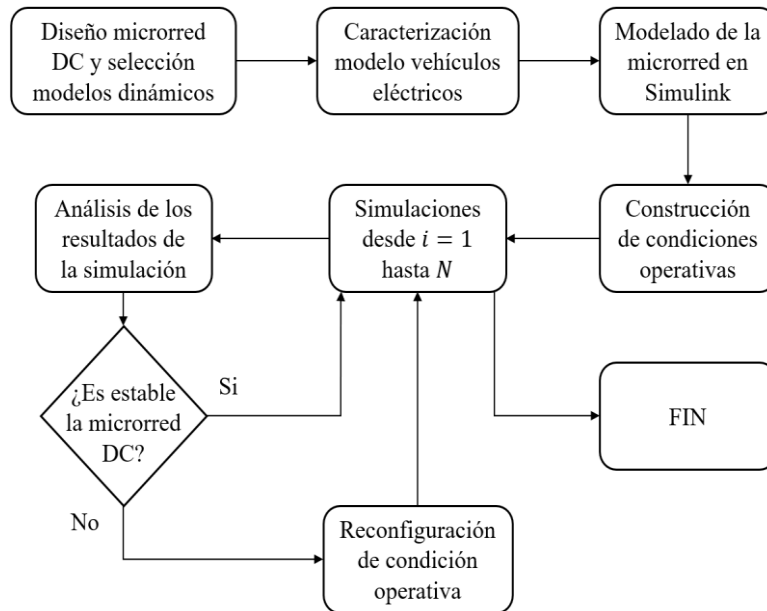 Diseño microrred
DC y selección
modelos dinámicos
Caracterización
modelo vehículos
eléctricos
Modelado de la
microrred en
Simulink
Construcción
de condiciones
operativas
Simulaciones
desde i = 1
hasta N
Análisis de los
resultados de
la simulación
¿Es estable
la microrred
DC?
Si
No
Reconfiguración
de condición
operativa
FIN